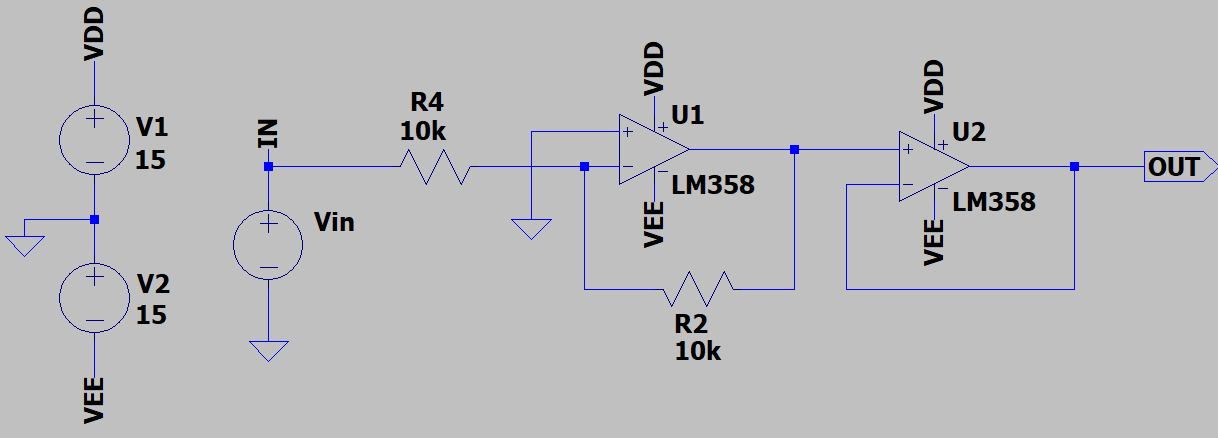 VDD
V1
15
V2
15
VEE
IN
Vin
R4
10k
VDD
U1
LM358
VEE
R2
10k
VDD
U2
LM358
VEE
OUT